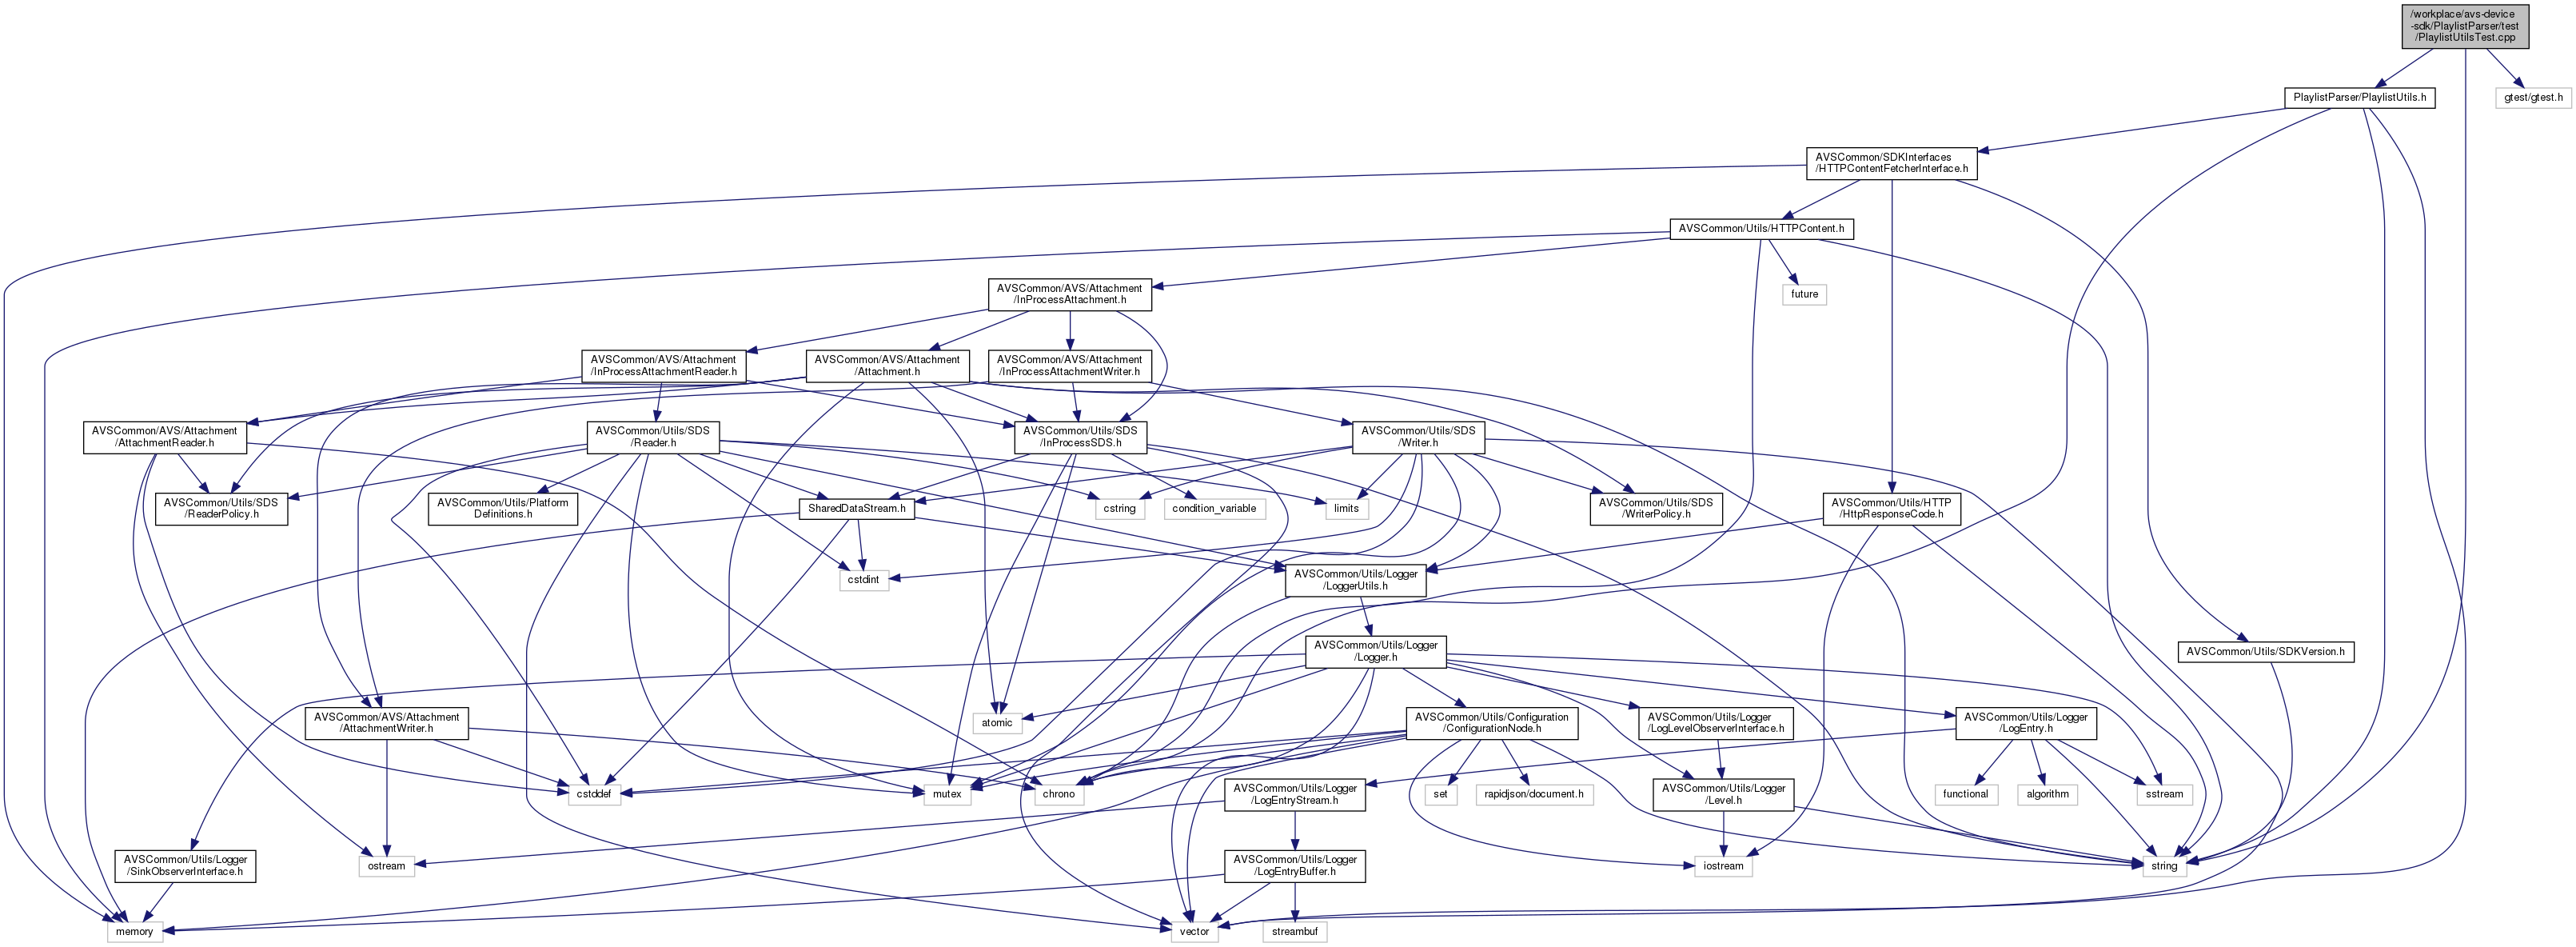 /workplace/avs-device
-sdk/PlaylistParser/test
/PlaylistUtilsTest.cpp
PlaylistParser/PlaylistUtils.h
gtest/gtest.h
AVSCommon/SDKInterfaces
/HTTPContentFetcherInterface.h
AVSCommon/Utils/HTTPContent.h
AVSCommon/AVS/Attachment
/InProcessAttachment.h
future
AVSCommon/AVS/Attachment
/InProcessAttachmentReader.h
AVSCommon/AVS/Attachment
/Attachment.h
AVSCommon/AVS/Attachment
/InProcessAttachmentWriter.h
AVSCommon/AVS/Attachment
/AttachmentReader.h
AVSCommon/Utils/SDS
/Reader.h
AVSCommon/Utils/SDS
/InProcessSDS.h
AVSCommon/Utils/SDS
/Writer.h
AVSCommon/Utils/SDS
/ReaderPolicy.h
AVSCommon/Utils/Platform
Definitions.h
SharedDataStream.h
cstring
condition_variable
limits
AVSCommon/Utils/SDS
/WriterPolicy.h
AVSCommon/Utils/HTTP
/HttpResponseCode.h
cstdint
AVSCommon/Utils/Logger
/LoggerUtils.h
AVSCommon/Utils/Logger
/Logger.h
AVSCommon/Utils/SDKVersion.h
AVSCommon/AVS/Attachment
/AttachmentWriter.h
atomic
AVSCommon/Utils/Configuration
/ConfigurationNode.h
AVSCommon/Utils/Logger
/LogLevelObserverInterface.h
AVSCommon/Utils/Logger
/LogEntry.h
cstddef
mutex
chrono
AVSCommon/Utils/Logger
/LogEntryStream.h
set
rapidjson/document.h
AVSCommon/Utils/Logger
/Level.h
functional
algorithm
sstream
AVSCommon/Utils/Logger
/SinkObserverInterface.h
ostream
AVSCommon/Utils/Logger
/LogEntryBuffer.h
iostream
string
memory
vector
streambuf